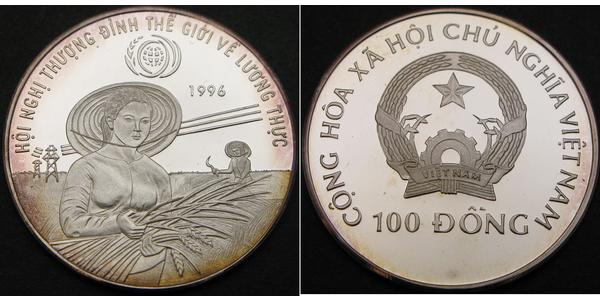 HỘI NGHỊ THƯỢNG ĐỈNH THẾ GIỚI VỀ LƯƠNG THỰC
1996
CỘNG HÒA XÃ HỘI CHỦ NGHĨA VIỆT NAM
VIỆT NAM
100 ĐỒNG